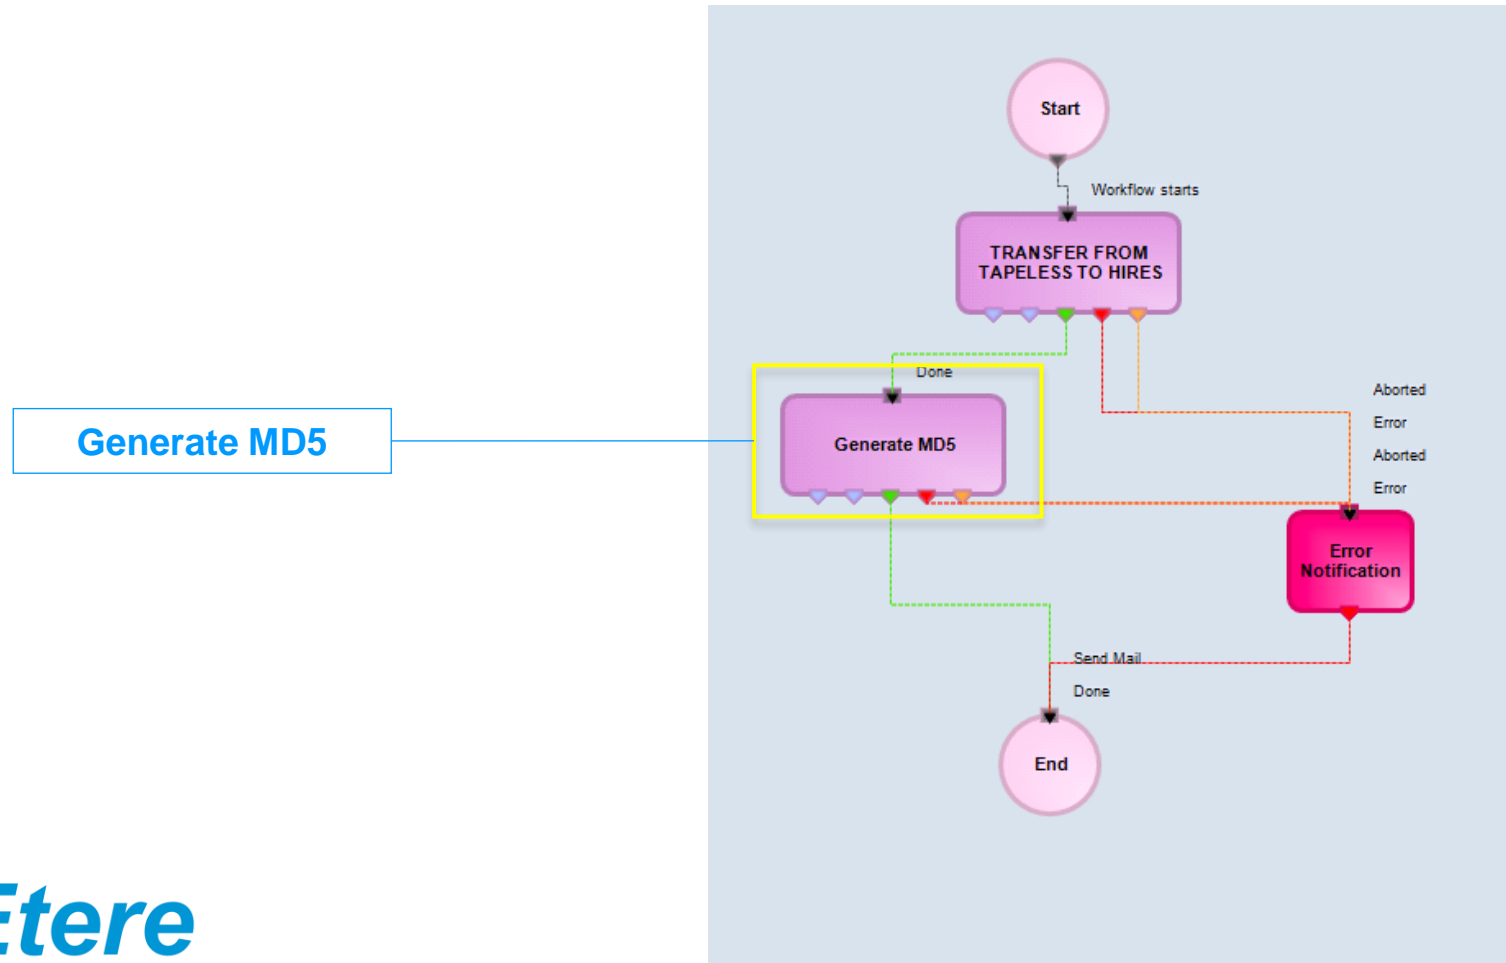 Start
Workflow starts
TRANSFER FROM
TAPELESS TO HIRES
Done
Generate MD5
Generate MD5
Aborted
Error
Aborted
Error
Error
Notification
Send Mail
Done
End
Etere